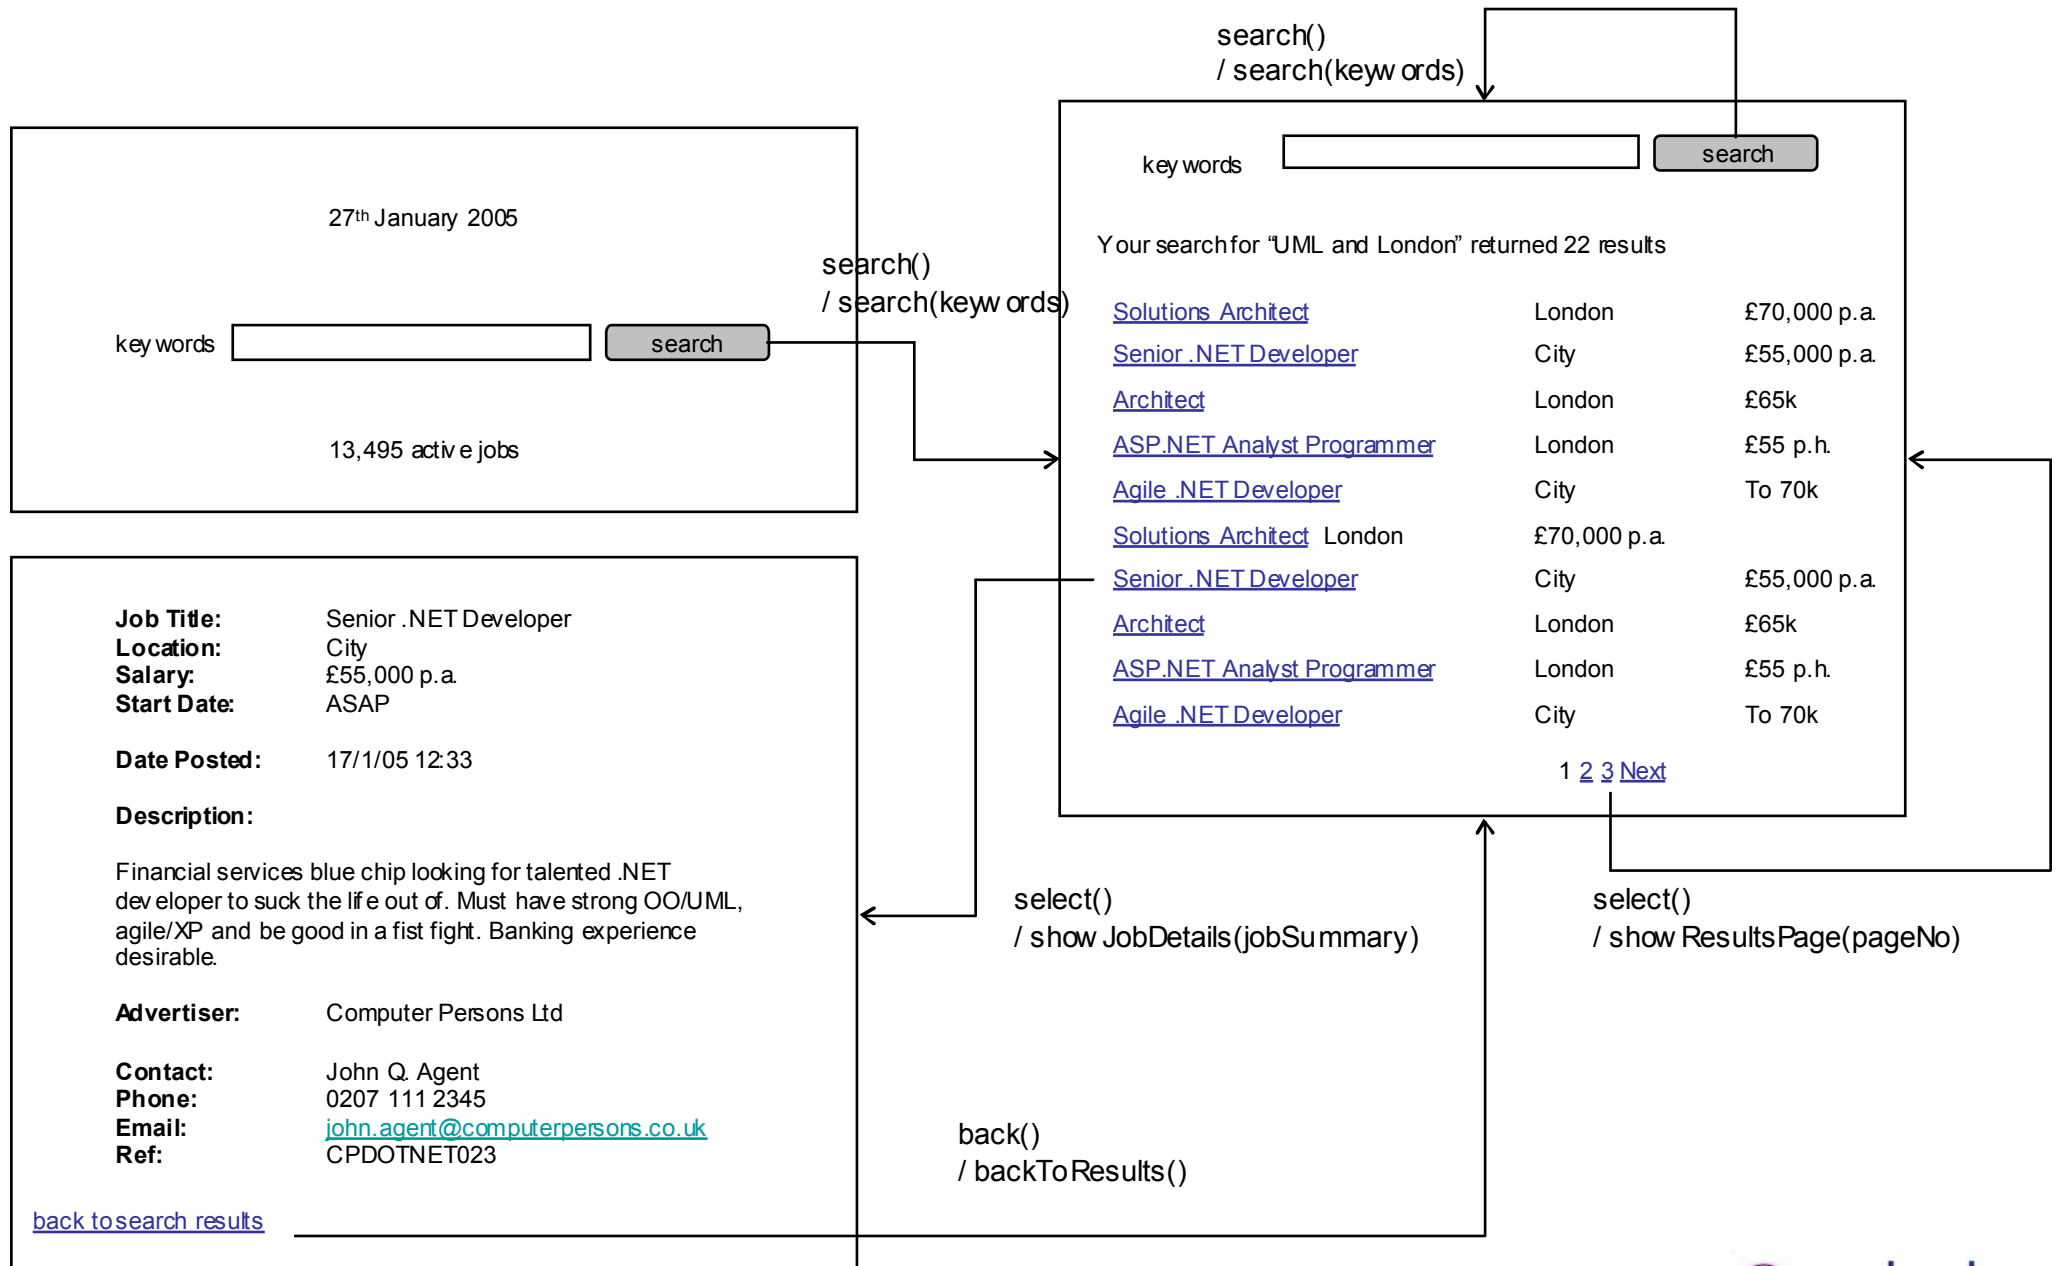 search()
/ search(keywords)
27th January 2005
keywords
search
13,495 active jobs
search()
/ search(keywords)
keywords
search
Your search for “UML and London” returned 22 results
Solutions Architect London £70,000 p.a.
Senior .NET Developer City £55,000 p.a.
Architect London £65k
ASP.NET Analyst Programmer London £55 p.h.
Agile .NET Developer City To 70k
Solutions Architect London £70,000 p.a.
Senior .NET Developer City £55,000 p.a.
Architect London £65k
ASP.NET Analyst Programmer London £55 p.h.
Agile .NET Developer City To 70k
1 2 3 Next
Job Title: Senior .NET Developer
Location: City
Salary: £55,000 p.a.
Start Date: ASAP
Date Posted: 17/1/05 12:33
Description:
Financial services blue chip looking for talented .NET
developer to suck the life out of. Must have strong OO/UML,
agile/XP and be good in a fist fight. Banking experience
desirable.
Advertiser: Computer Persons Ltd
Contact: John Q. Agent
Phone: 0207 111 2345
Email: john.agent@computerpersons.co.uk
Ref: CPDOTNET023
back to search results
select()
/ showJobDetails(jobSummary)
select()
/ showResultsPage(pageNo)
back()
/ backToResults()